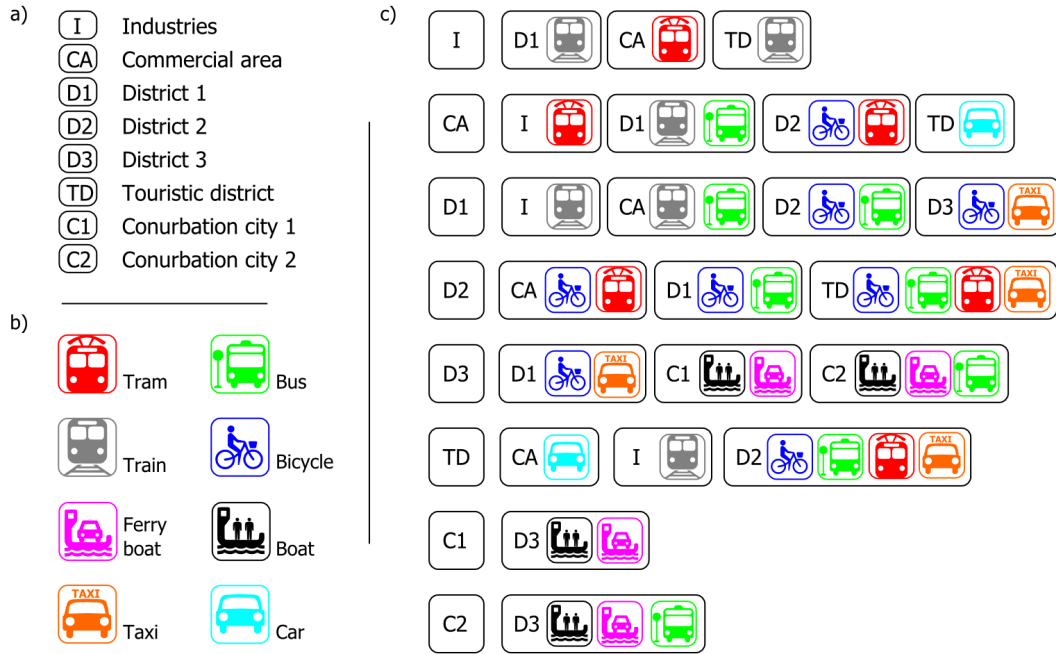 a)
I Industries
CA Commercial area
D1 District 1
D2 District 2
D3 District 3
TD Touristic district
C1 Conurbation city 1
C2 Conurbation city 2
b)
Tram Bus
Train Bicycle
Ferry
boat Boat
TAXI
Taxi Car
c)
I D1 CA TD
CA I D1 D2 TD
D1 I CA D2 D3 TAXI
D2 CA D1 TD TAXI
D3 D1 TAXI C1 C2
TD CA I D2 TAXI
C1 D3
C2 D3